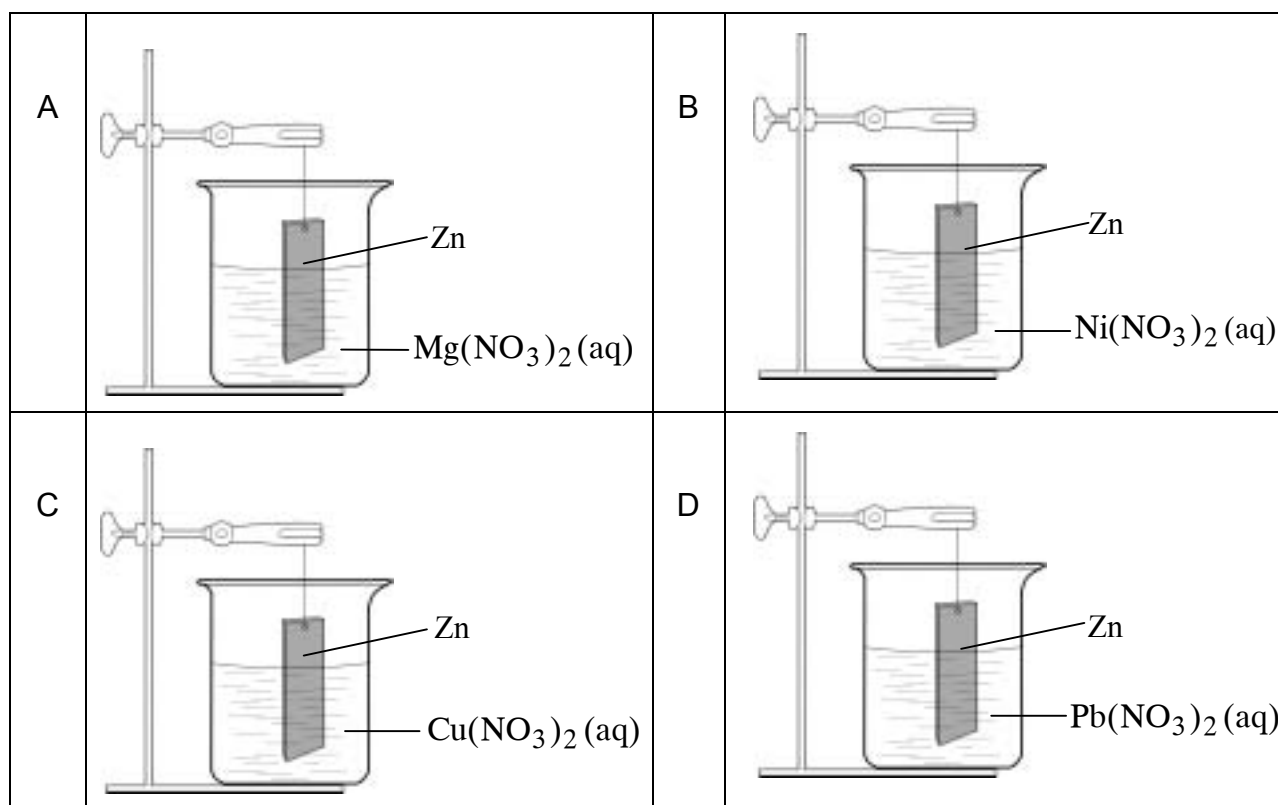 A
Zn
Mg(NO₃)₂ (aq)
B
Zn
Ni(NO₃)₂ (aq)
C
Zn
Cu(NO₃)₂ (aq)
D
Zn
Pb(NO₃)₂ (aq)